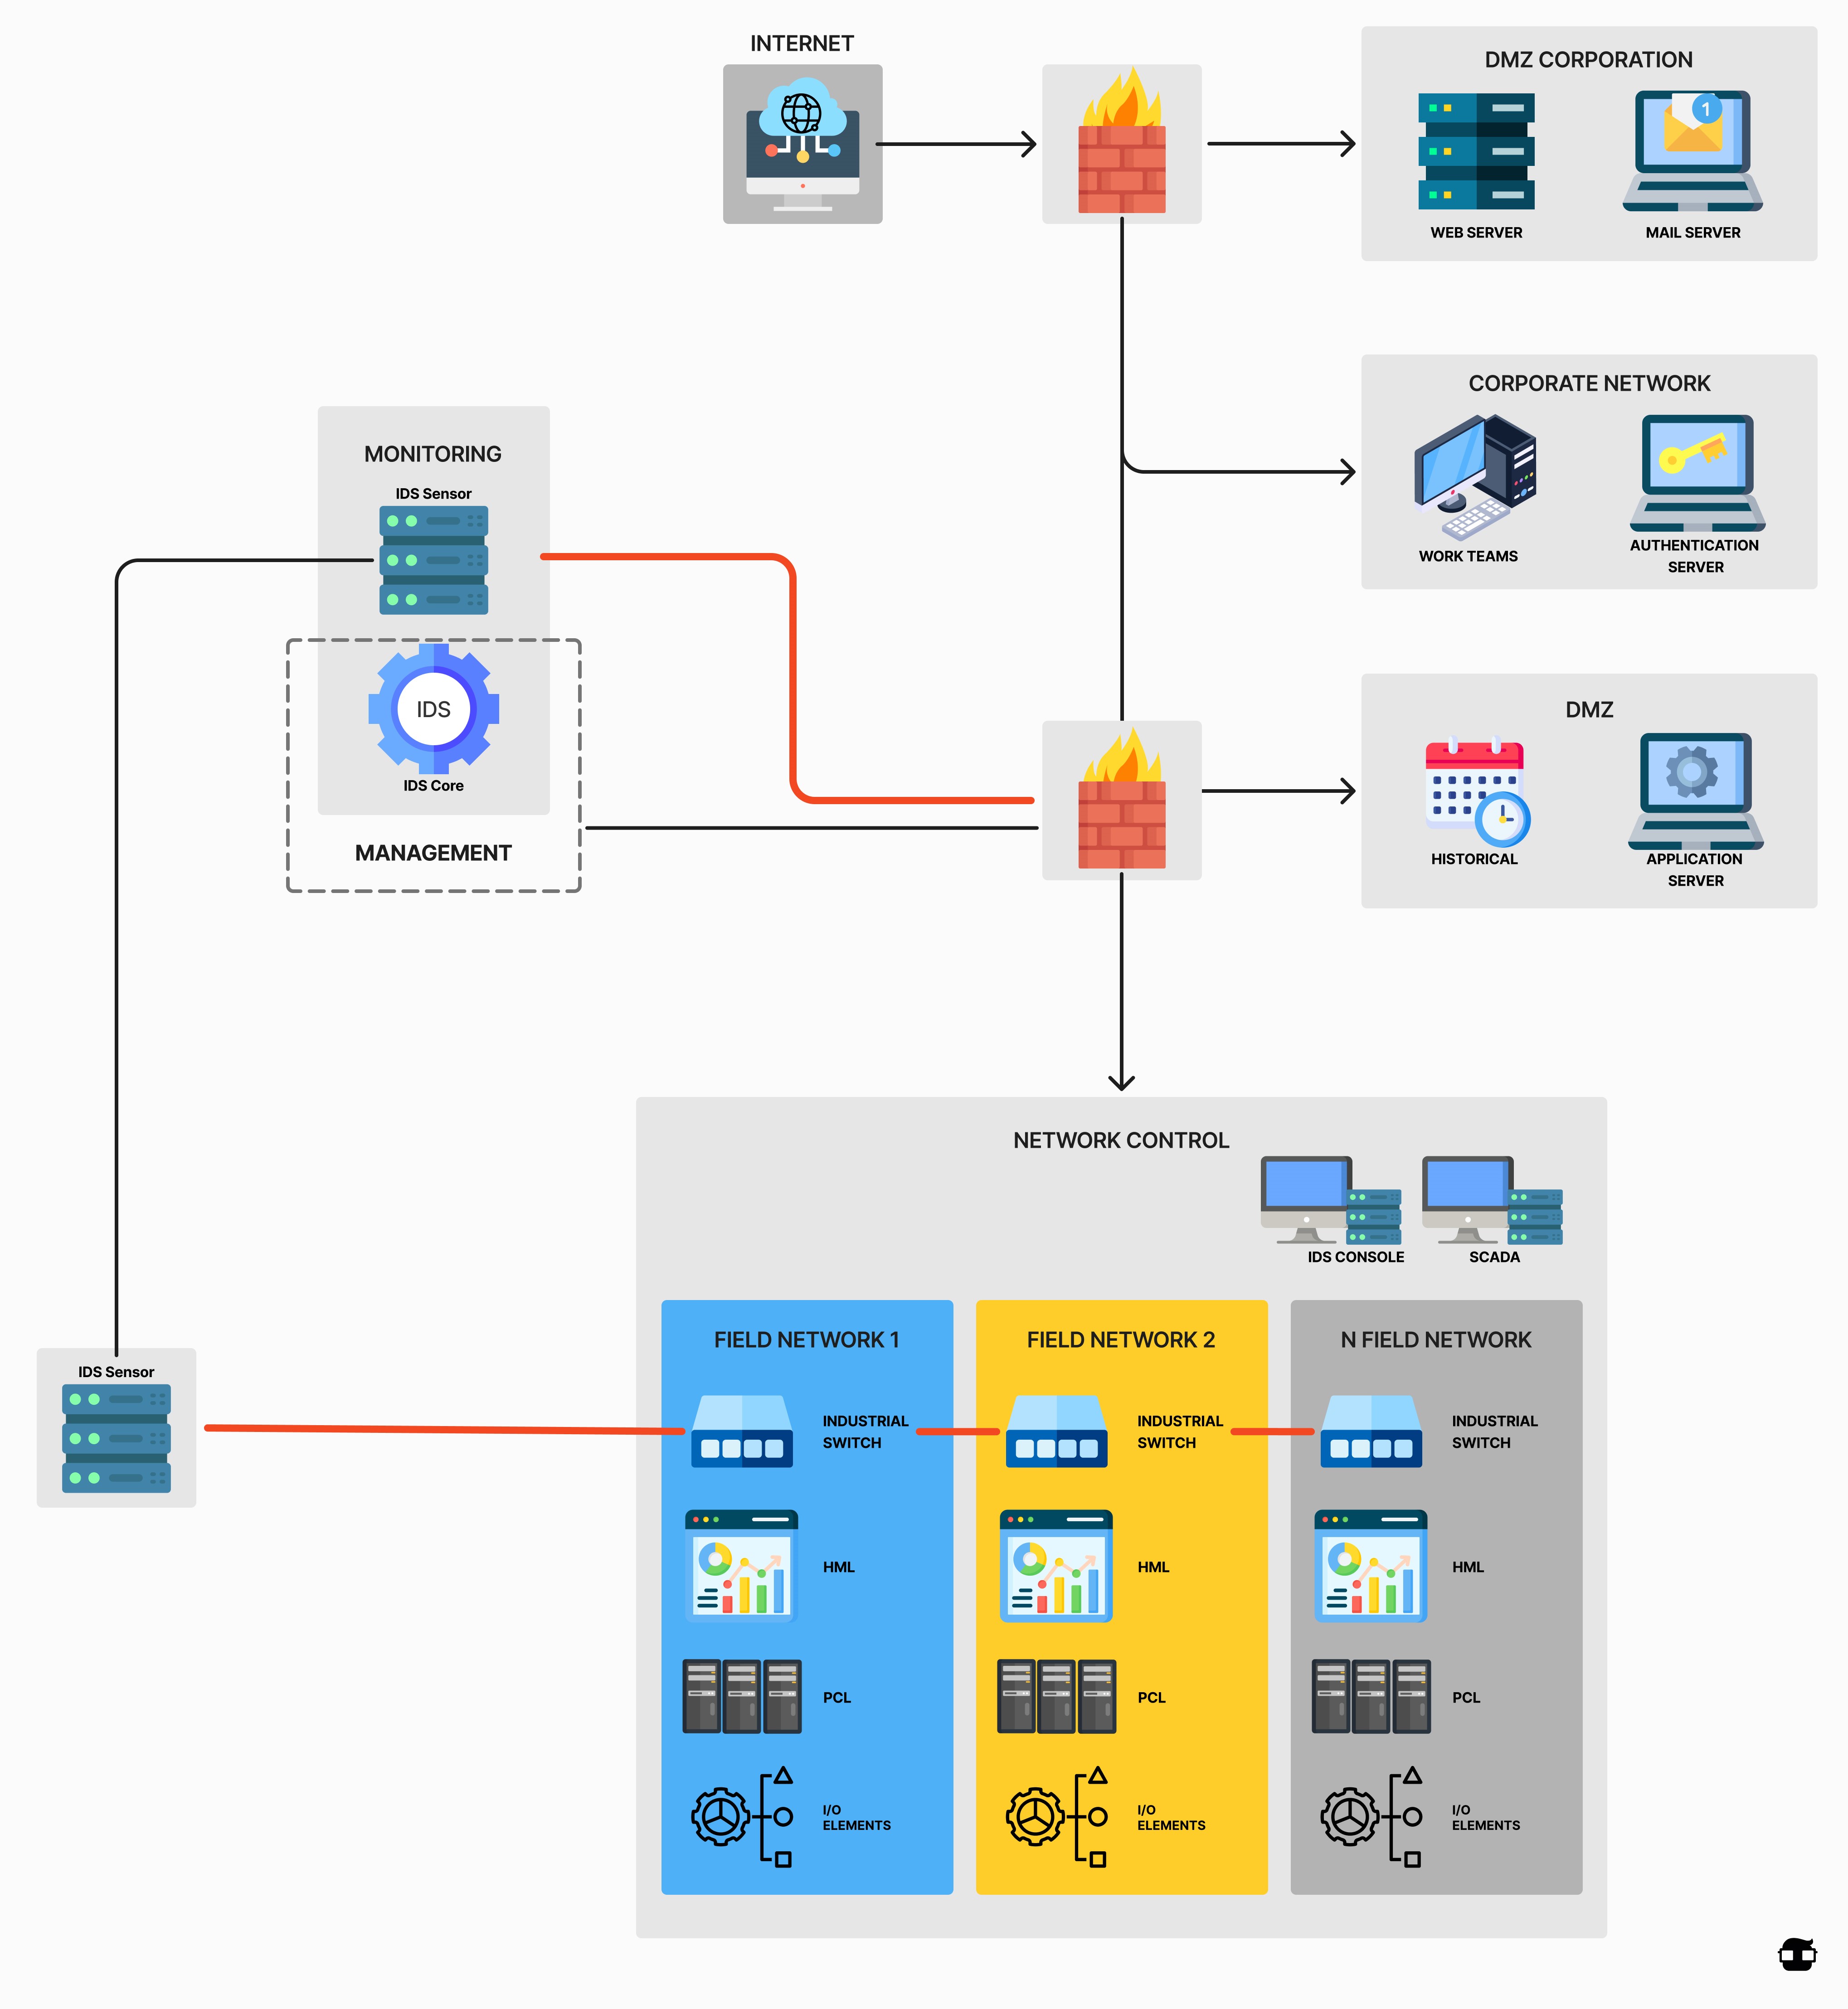 INTERNET
DMZ CORPORATION
1
WEB SERVER
MAIL SERVER
CORPORATE NETWORK
WORK TEAMS
AUTHENTICATION
SERVER
MONITORING
IDS Sensor
IDS
IDS Core
MANAGEMENT
DMZ
HISTORICAL
APPLICATION
SERVER
NETWORK CONTROL
IDS CONSOLE
SCADA
IDS Sensor
FIELD NETWORK 1
INDUSTRIAL
SWITCH
HML
PCL
I/O
ELEMENTS
FIELD NETWORK 2
INDUSTRIAL
SWITCH
HML
PCL
I/O
ELEMENTS
N FIELD NETWORK
INDUSTRIAL
SWITCH
HML
PCL
I/O
ELEMENTS